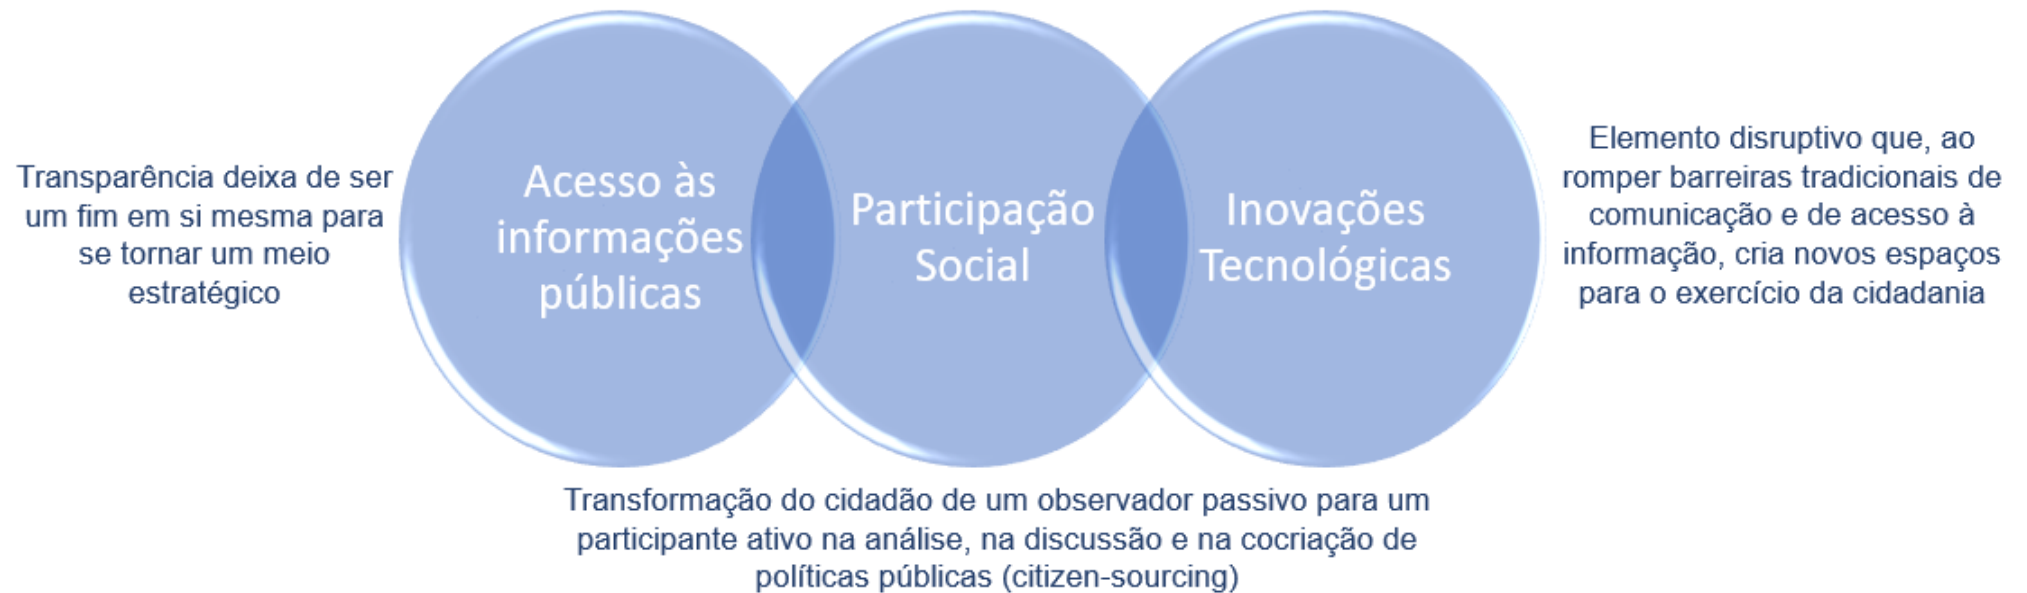 Transparência deixa de ser
um fim em si mesma para
se tornar um meio
estratégico
Acesso às
informações
públicas
Participação
Social
Inovações
Tecnológicas
Elemento disruptivo que, ao
romper barreiras tradicionais de
comunicação e de acesso à
informação, cria novos espaços
para o exercício da cidadania
Transformação do cidadão de um observador passivo para um
participante ativo na análise, na discussão e na cocriação de
políticas públicas (citizen-sourcing)